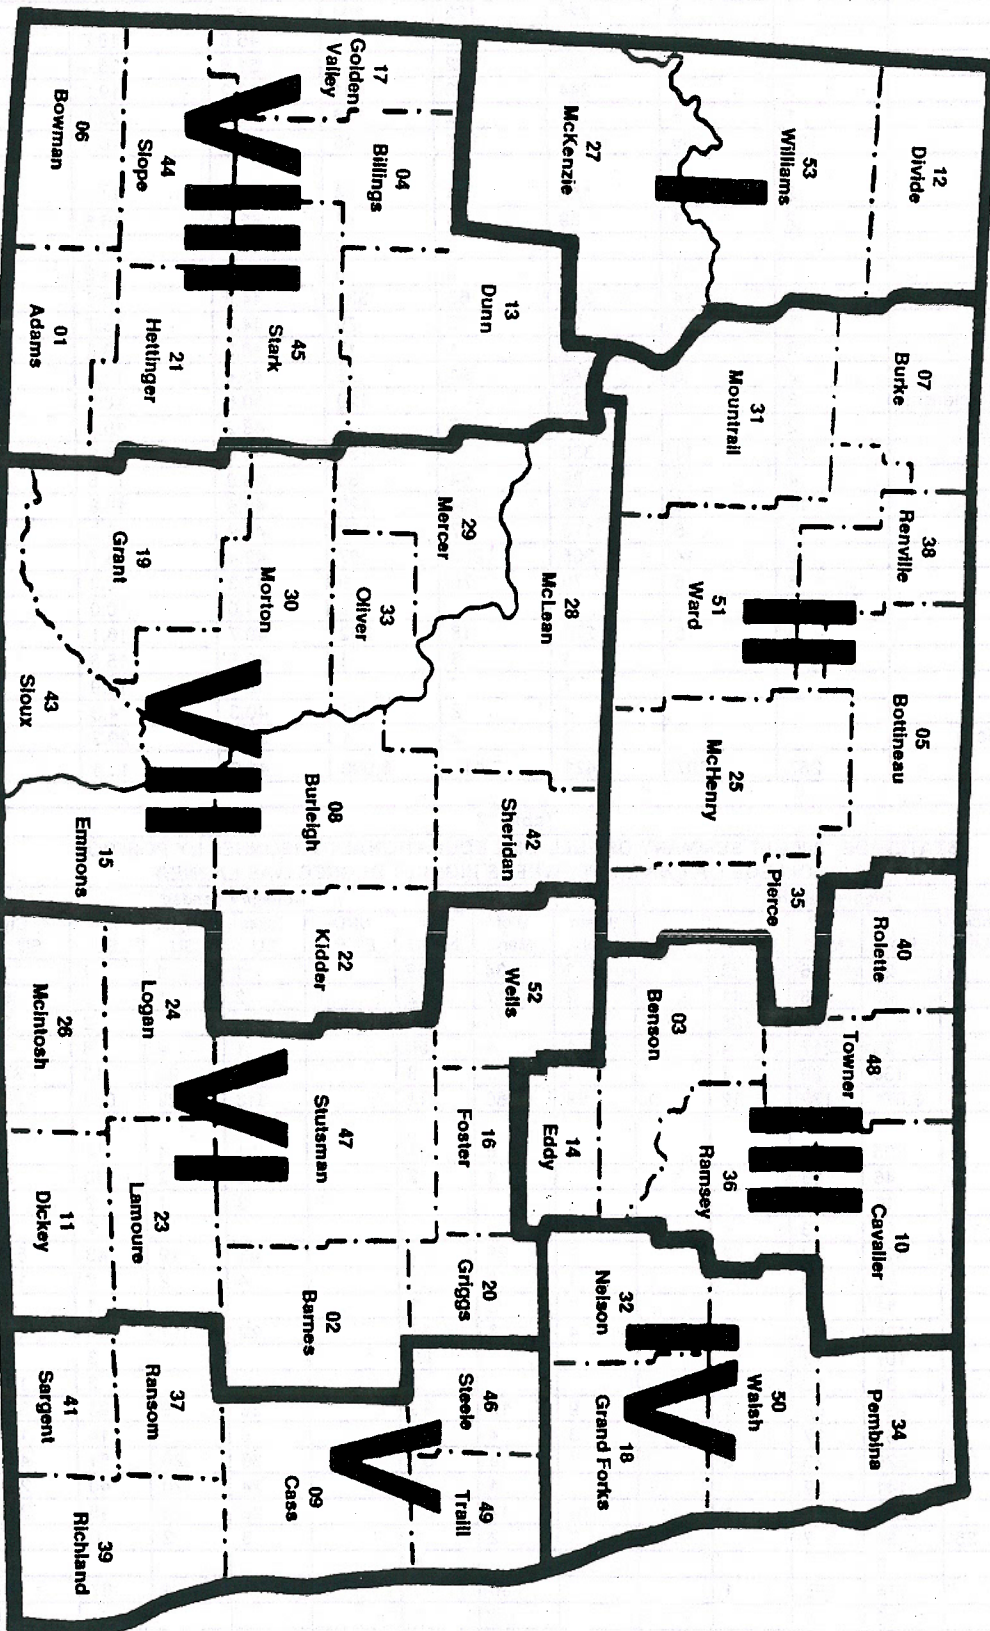 12
Divide
53
Williams
I
27
McKenzie
07
Burke
31
Mountrail
38
Renville
05
Bottineau
II
51
Ward
25
McHenry
35
Pierce
40
Rolette
48
Towner
10
Cavalier
III
03
Benson
36
Ramsey
14
Eddy
34
Pembina
50
Walsh
IV
32
Nelson
18
Grand Forks
46
Steele
49
Traill
V
09
Cass
37
Ransom
41
Sargent
39
Richland
52
Wells
16
Foster
20
Griggs
47
Stutsman
02
Barnes
VI
24
Logan
23
Lamoure
26
McIntosh
11
Dickey
28
McLean
42
Sheridan
29
Mercer
33
Oliver
08
Burleigh
22
Kidder
30
Morton
VII
19
Grant
43
Sioux
15
Emmons
13
Dunn
17
Golden
Valley
04
Billings
45
Stark
VIII
44
Slope
21
Hettinger
06
Bowman
01
Adams